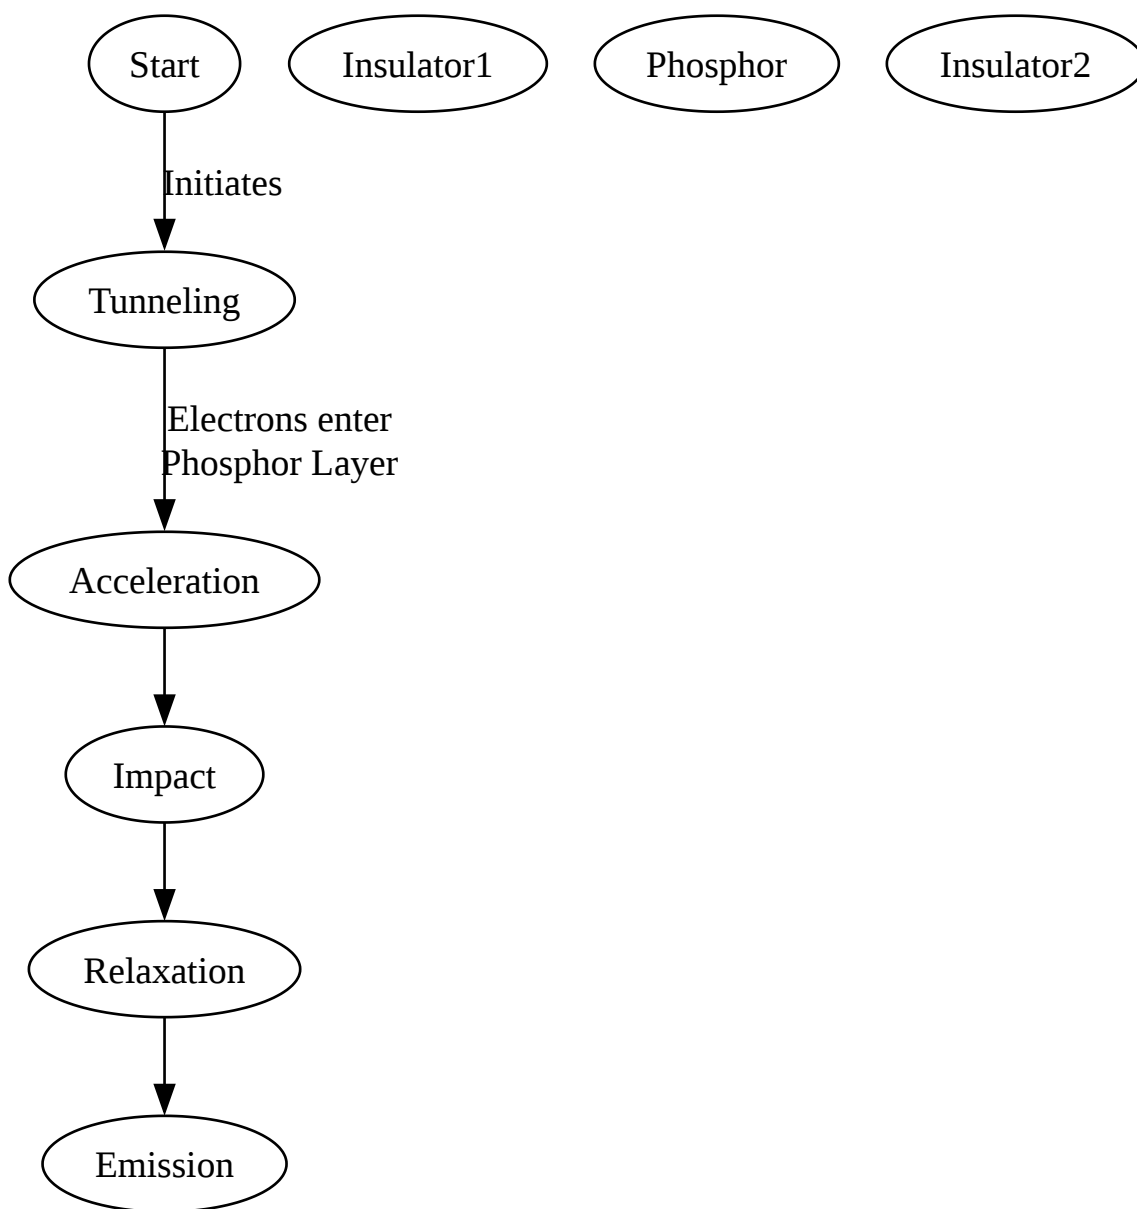 Start
Insulator1
Phosphor
Insulator2
Initiates
Tunneling
Electrons enter
Phosphor Layer
Acceleration
Impact
Relaxation
Emission